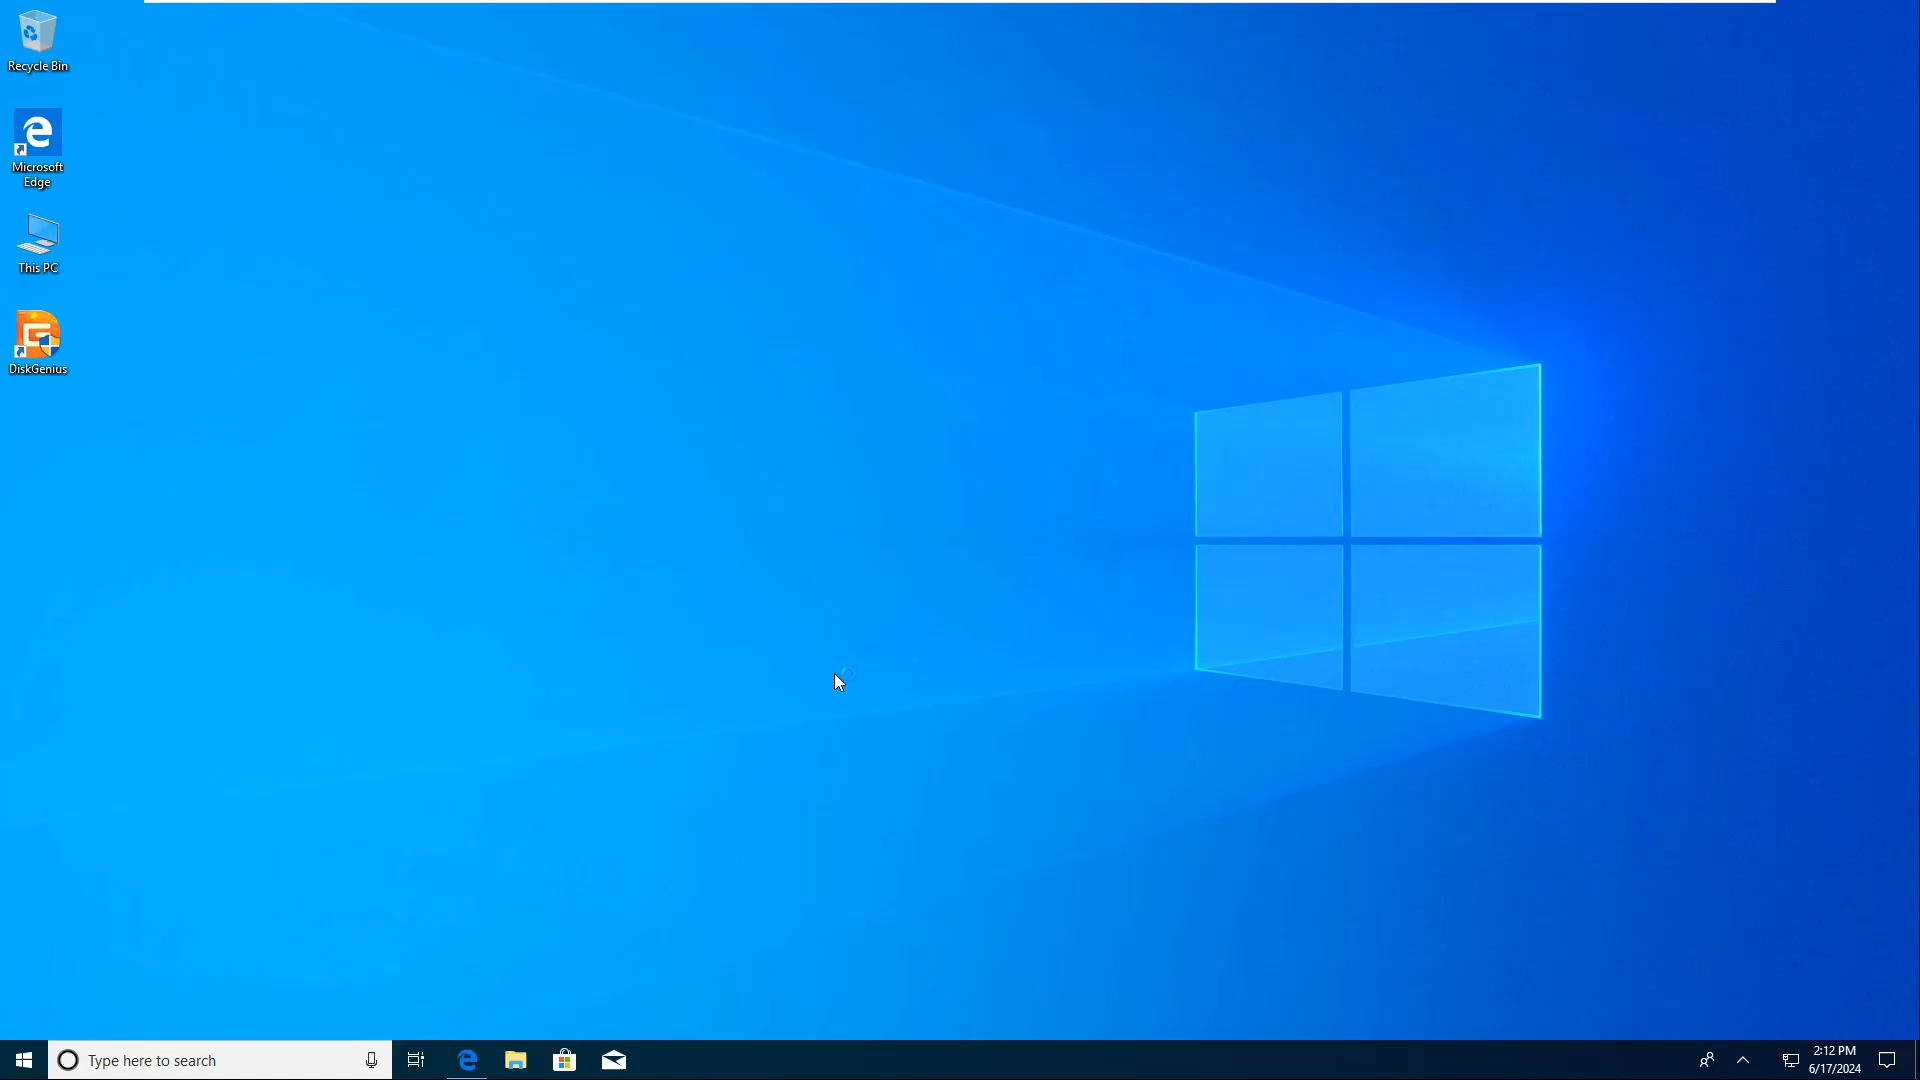 Recycle Bin
Microsoft
Edge
This PC
DiskGenius
Type here to search
2:12 PM
6/17/2024